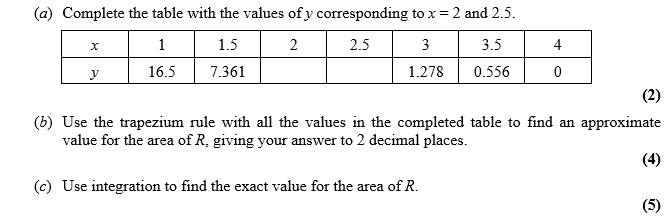 (a) Complete the table with the values of y corresponding to x = 2 and 2.5.
x 1 1.5 2 2.5 3 3.5 4
y 16.5 7.361 1.278 0.556 0
(2)
(b) Use the trapezium rule with all the values in the completed table to find an approximate
value for the area of R, giving your answer to 2 decimal places.
(4)
(c) Use integration to find the exact value for the area of R.
(5)